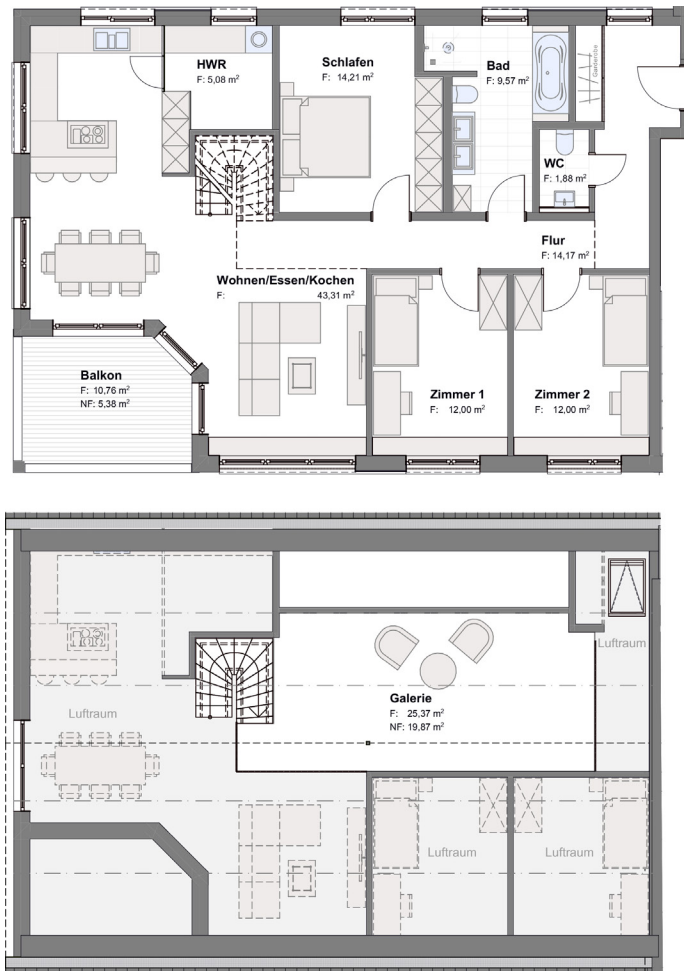 HWR
F: 5,08 m²
Schlafen
F: 14,21 m²
Bad
F: 9,57 m²
Garderobe
WC
F: 1,88 m²
Flur
F: 14,17 m²
Wohnen/Essen/Kochen
F: 43,31 m²
Balkon
F: 10,76 m²
NF: 5,38 m²
Zimmer 1
F: 12,00 m²
Zimmer 2
F: 12,00 m²
Luftraum
Galerie
F: 25,37 m²
NF: 19,87 m²
Luftraum
Luftraum
Luftraum